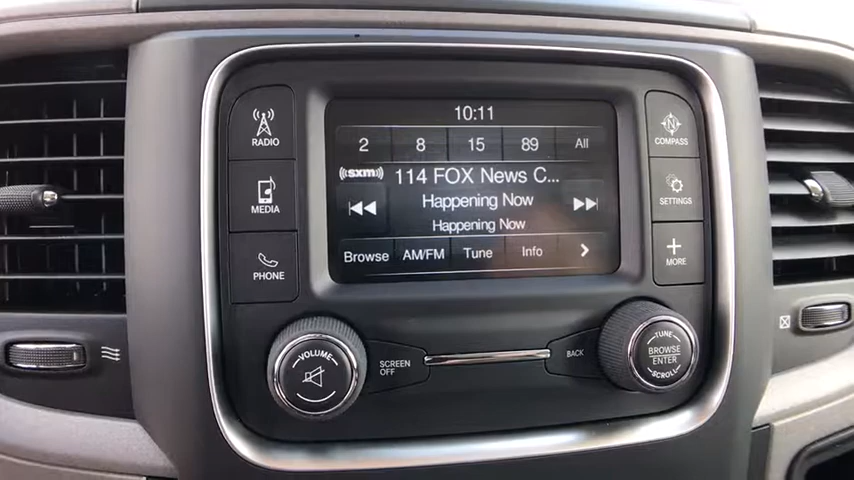 10:11
RADIO
2 8 15 89 All
N
COMPASS
sxm
114 FOX News C...
MEDIA
Happening Now
SETTINGS
Happening Now
PHONE
Browse AM/FM Tune Info >
+
MORE
VOLUME
SCREEN
OFF
BACK
TUNE
BROWSE
ENTER
SCROLL